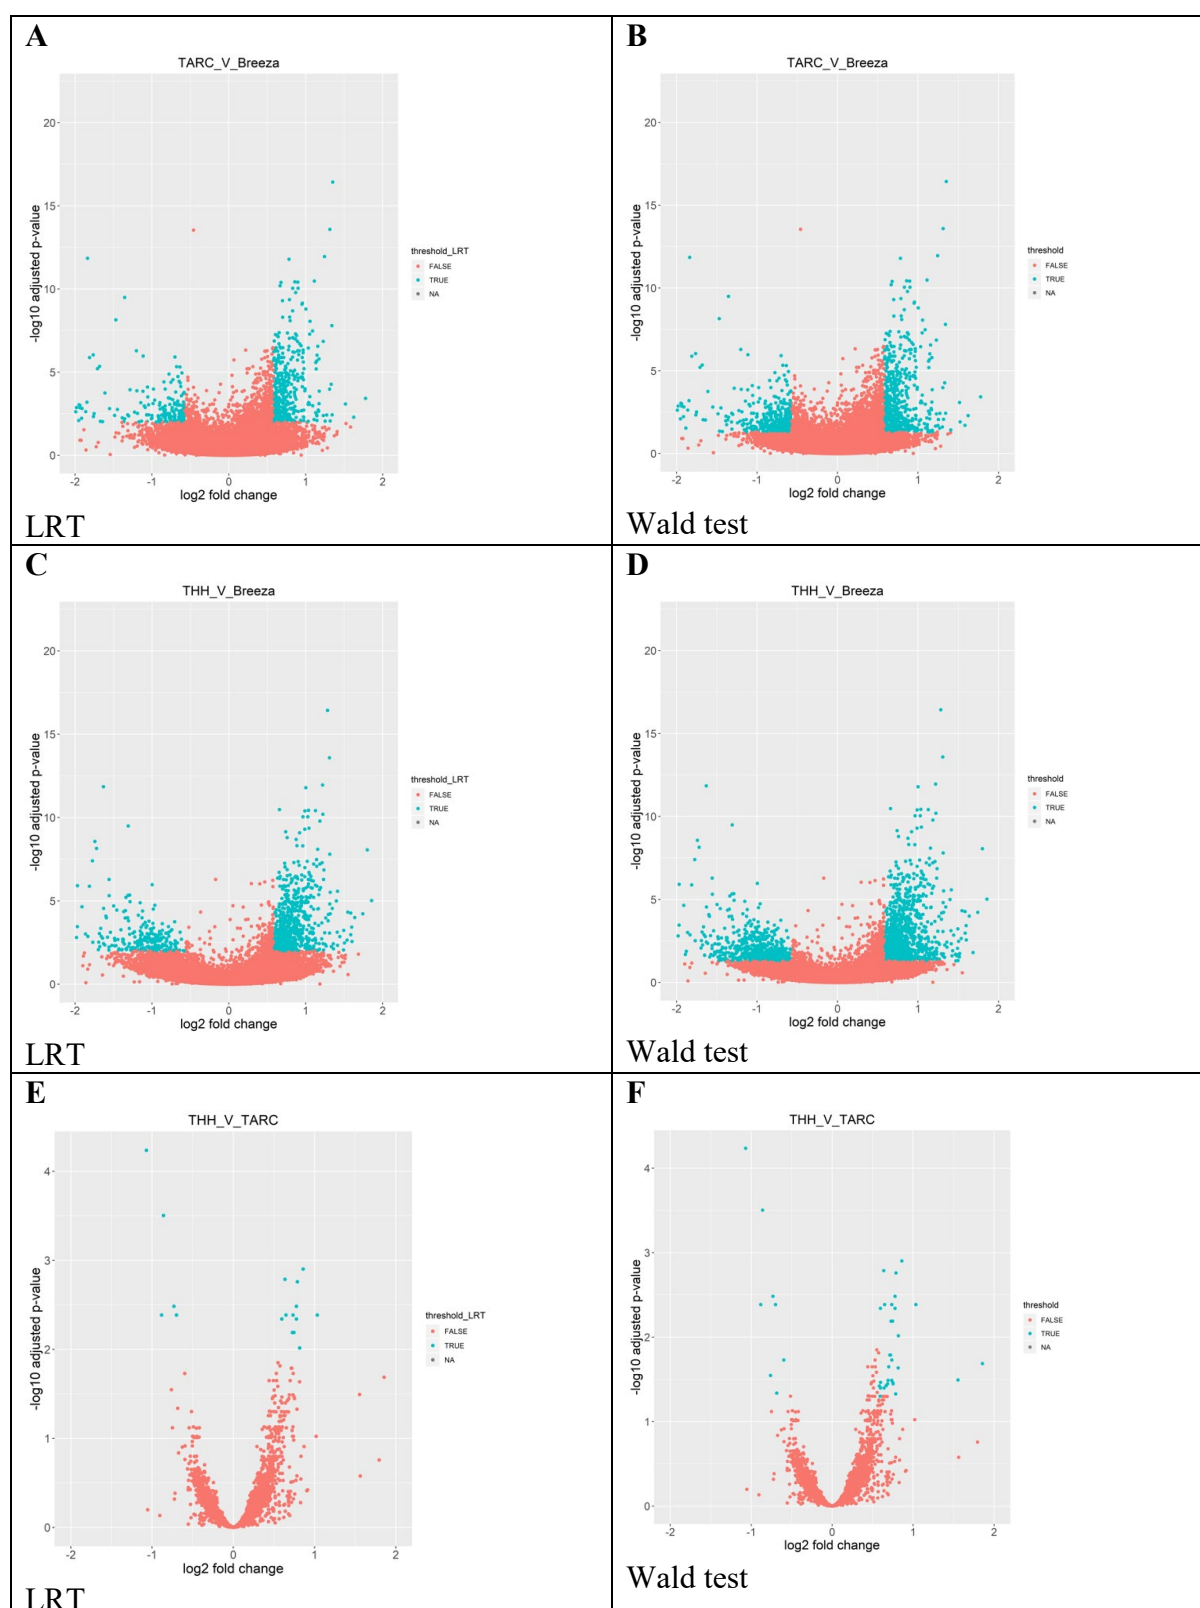 A
TARC_V_Breeza
20
15
10
5
0
-2 -1 0 1 2
-log10 adjusted p-value
log2 fold change
threshold_LRT
FALSE
TRUE
NA
LRT
B
TARC_V_Breeza
20
15
10
5
0
-2 -1 0 1 2
-log10 adjusted p-value
log2 fold change
threshold
FALSE
TRUE
NA
Wald test
C
THH_V_Breeza
20
15
10
5
0
-2 -1 0 1 2
-log10 adjusted p-value
log2 fold change
threshold_LRT
FALSE
TRUE
NA
LRT
D
THH_V_Breeza
20
15
10
5
0
-2 -1 0 1 2
-log10 adjusted p-value
log2 fold change
threshold
FALSE
TRUE
NA
Wald test
E
THH_V_TARC
4
3
2
1
0
-2 -1 0 1 2
-log10 adjusted p-value
log2 fold change
threshold_LRT
FALSE
TRUE
NA
LRT
F
THH_V_TARC
4
3
2
1
0
-2 -1 0 1 2
-log10 adjusted p-value
log2 fold change
threshold
FALSE
TRUE
NA
Wald test